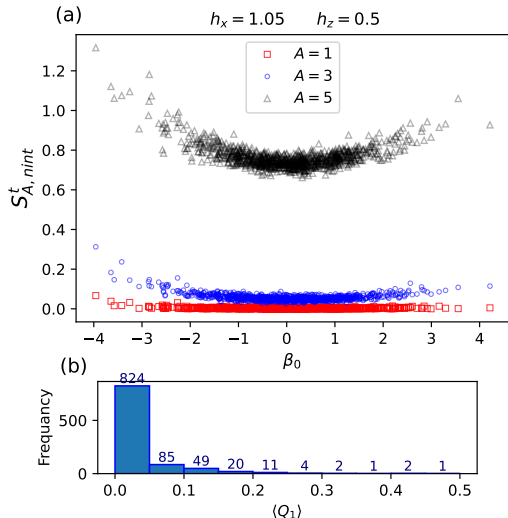 (a)
h_x = 1.05    h_z = 0.5
A = 1
A = 3
A = 5
S^t_{A, nint}
1.2
1.0
0.8
0.6
0.4
0.2
0.0
−4 −3 −2 −1 0 1 2 3 4
β_0
(b)
824 85 49 20 11 4 2 1 2 1
Frequancy
500
0
0.0 0.1 0.2 0.3 0.4 0.5
⟨Q_1⟩